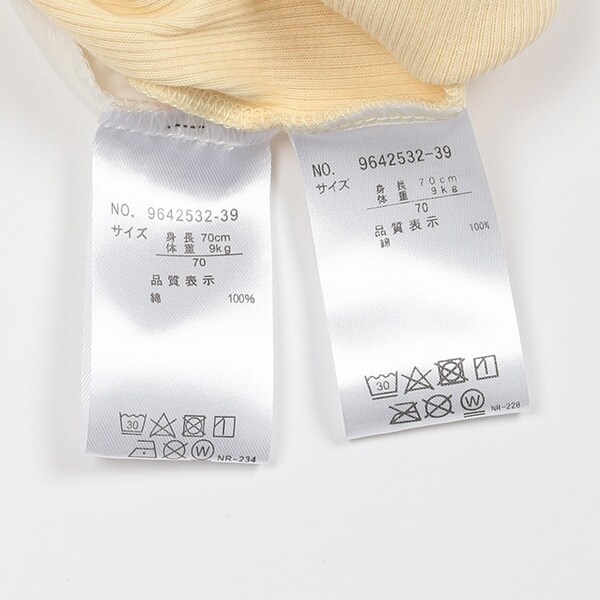 NO. 9642532-39
サイズ
身長 70cm
体重 9kg
70
品質表示
綿 100%
30
W
NR-234
NO. 9642532-39
サイズ
身長 70cm
体重 9kg
70
品質表示
綿 100%
30
W
NR-228